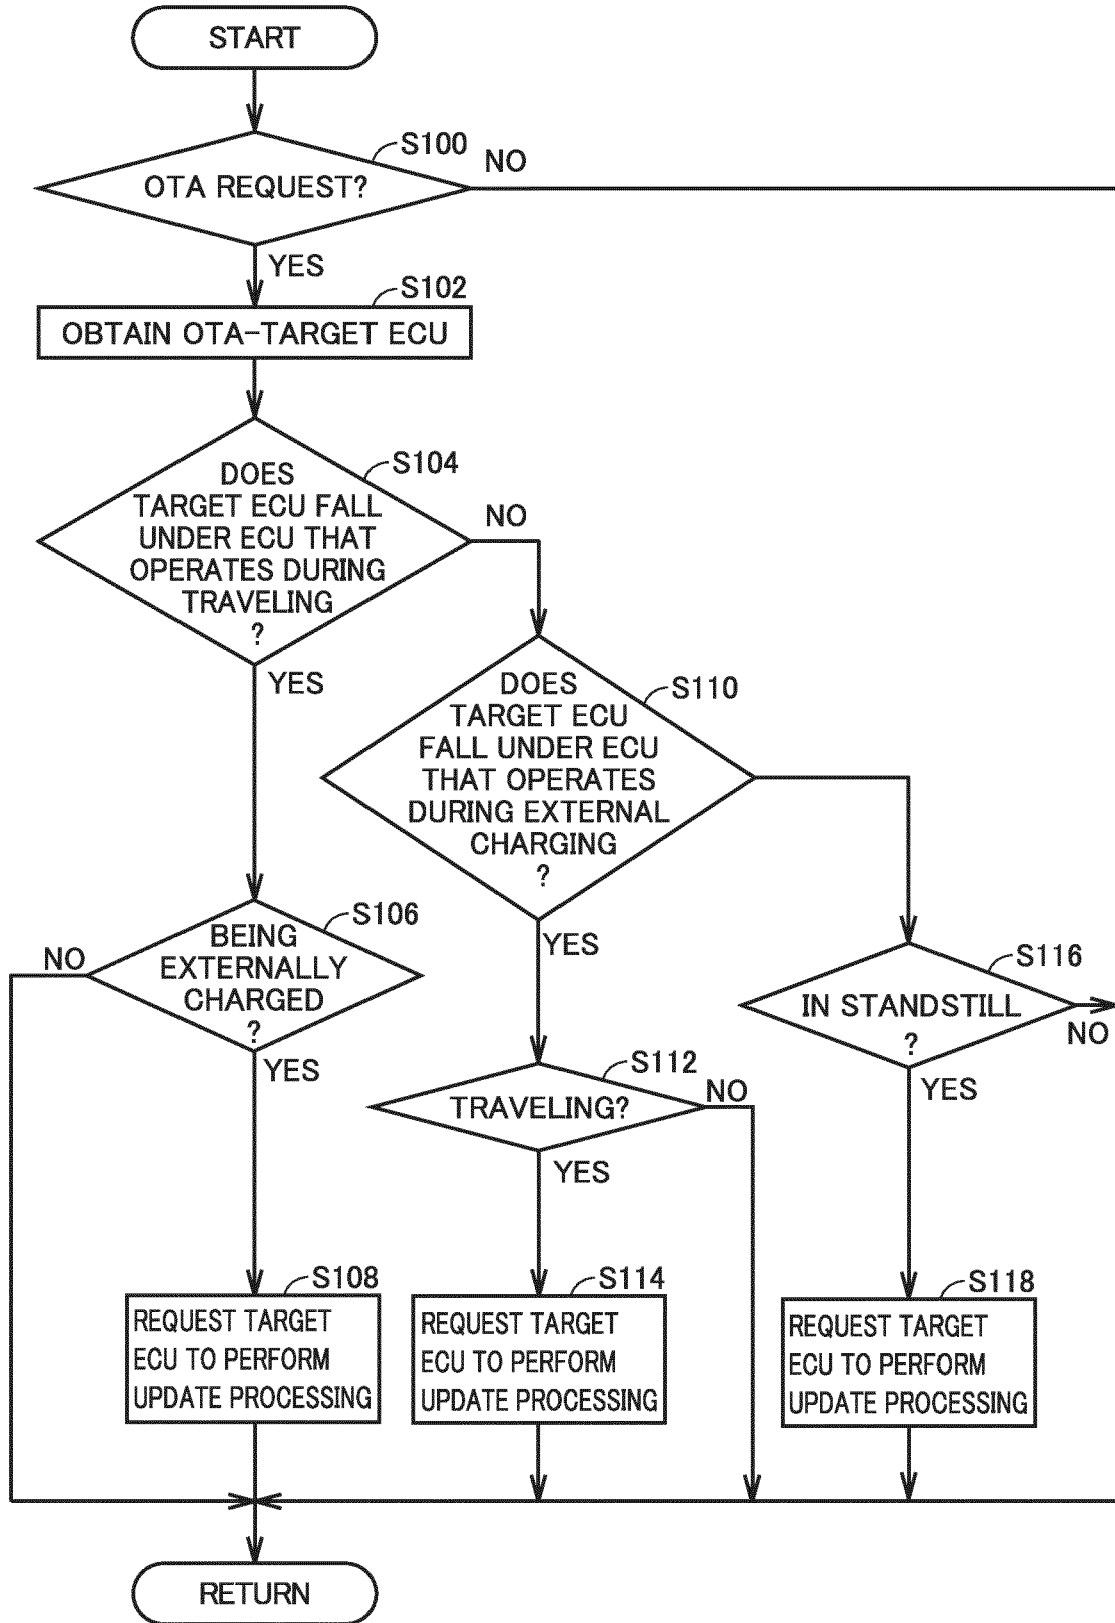 START
S100
NO
OTA REQUEST?
YES
S102
OBTAIN OTA-TARGET ECU
S104
DOES
TARGET ECU FALL
UNDER ECU THAT
OPERATES DURING
TRAVELING
?
NO
YES
S110
DOES
TARGET ECU
FALL UNDER ECU
THAT OPERATES
DURING EXTERNAL
CHARGING
?
YES
S106
NO
BEING
EXTERNALLY
CHARGED
?
YES
S116
IN STANDSTILL
?
NO
YES
S112
NO
TRAVELING?
YES
S108
REQUEST TARGET
ECU TO PERFORM
UPDATE PROCESSING
S114
REQUEST TARGET
ECU TO PERFORM
UPDATE PROCESSING
S118
REQUEST TARGET
ECU TO PERFORM
UPDATE PROCESSING
RETURN